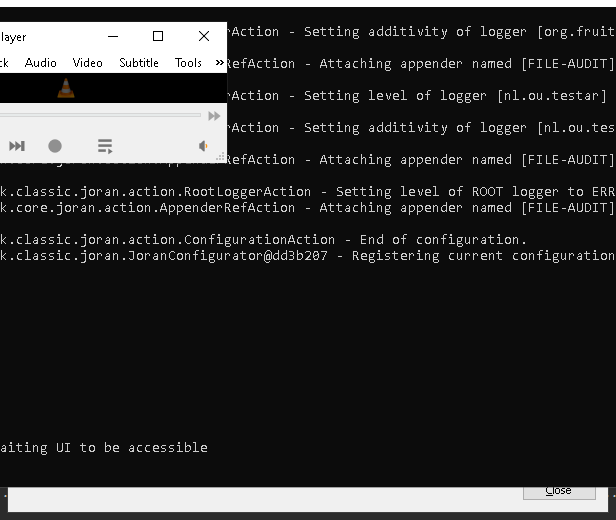 layer
ck Audio Video Subtitle Tools »
rAction - Setting additivity of logger [org.fruit
RefAction - Attaching appender named [FILE-AUDIT]
rAction - Setting level of logger [nl.ou.testar]
rAction - Setting additivity of logger [nl.ou.tes
RefAction - Attaching appender named [FILE-AUDIT]
k.classic.joran.action.RootLoggerAction - Setting level of ROOT logger to ERR
k.core.joran.action.AppenderRefAction - Attaching appender named [FILE-AUDIT]
k.classic.joran.action.ConfigurationAction - End of configuration.
k.classic.joran.JoranConfigurator@dd3b207 - Registering current configuration
aiting UI to be accessible
Close